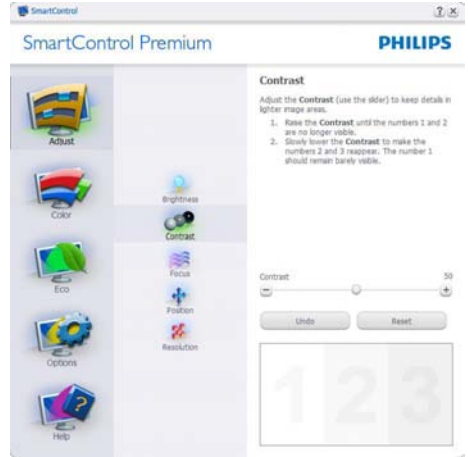 SmartControl
SmartControl Premium
PHILIPS
Adjust
Color
Eco
Options
Help
Brightness
Contrast
Focus
Position
Resolution
Contrast
Adjust the Contrast (use the slider) to keep details in
lighter image areas.
1. Raise the Contrast until the numbers 1 and 2
are no longer visible.
2. Slowly lower the Contrast to make the
numbers 2 and 3 reappear. The number 1
should remain barely visible.
Contrast 50
Undo Reset
1 2 3